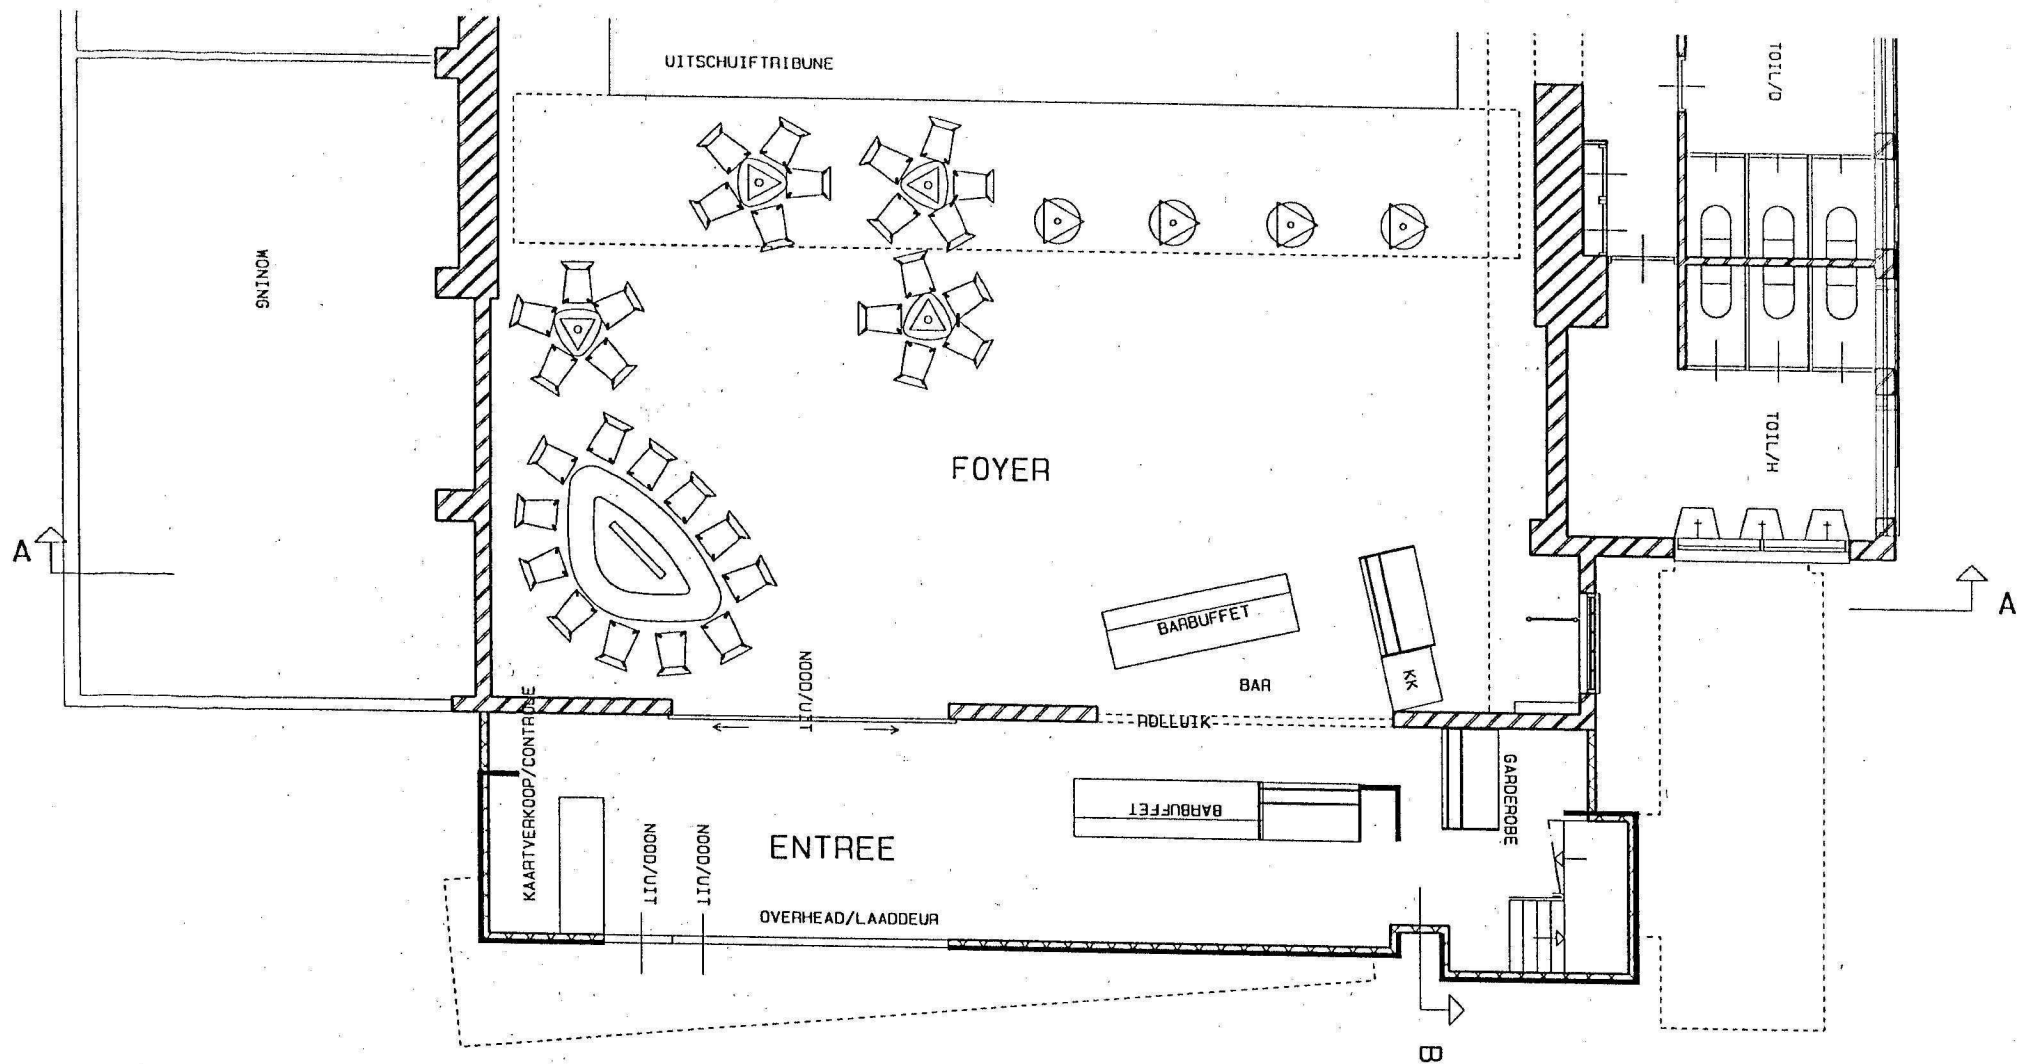 UITSCHUIFTRIBUNE
TOIL/D
WONING
FOYER
TOIL/H
A
A
BARBUFFET
KK
BAR
NOOD/UIT
ROLLUIK
KAARTVERKOOP/CONTROLE
GARDEROBE
BARBUFFET
ENTREE
NOOD/UIT
NOOD/UIT
OVERHEAD/LAADDEUR
B